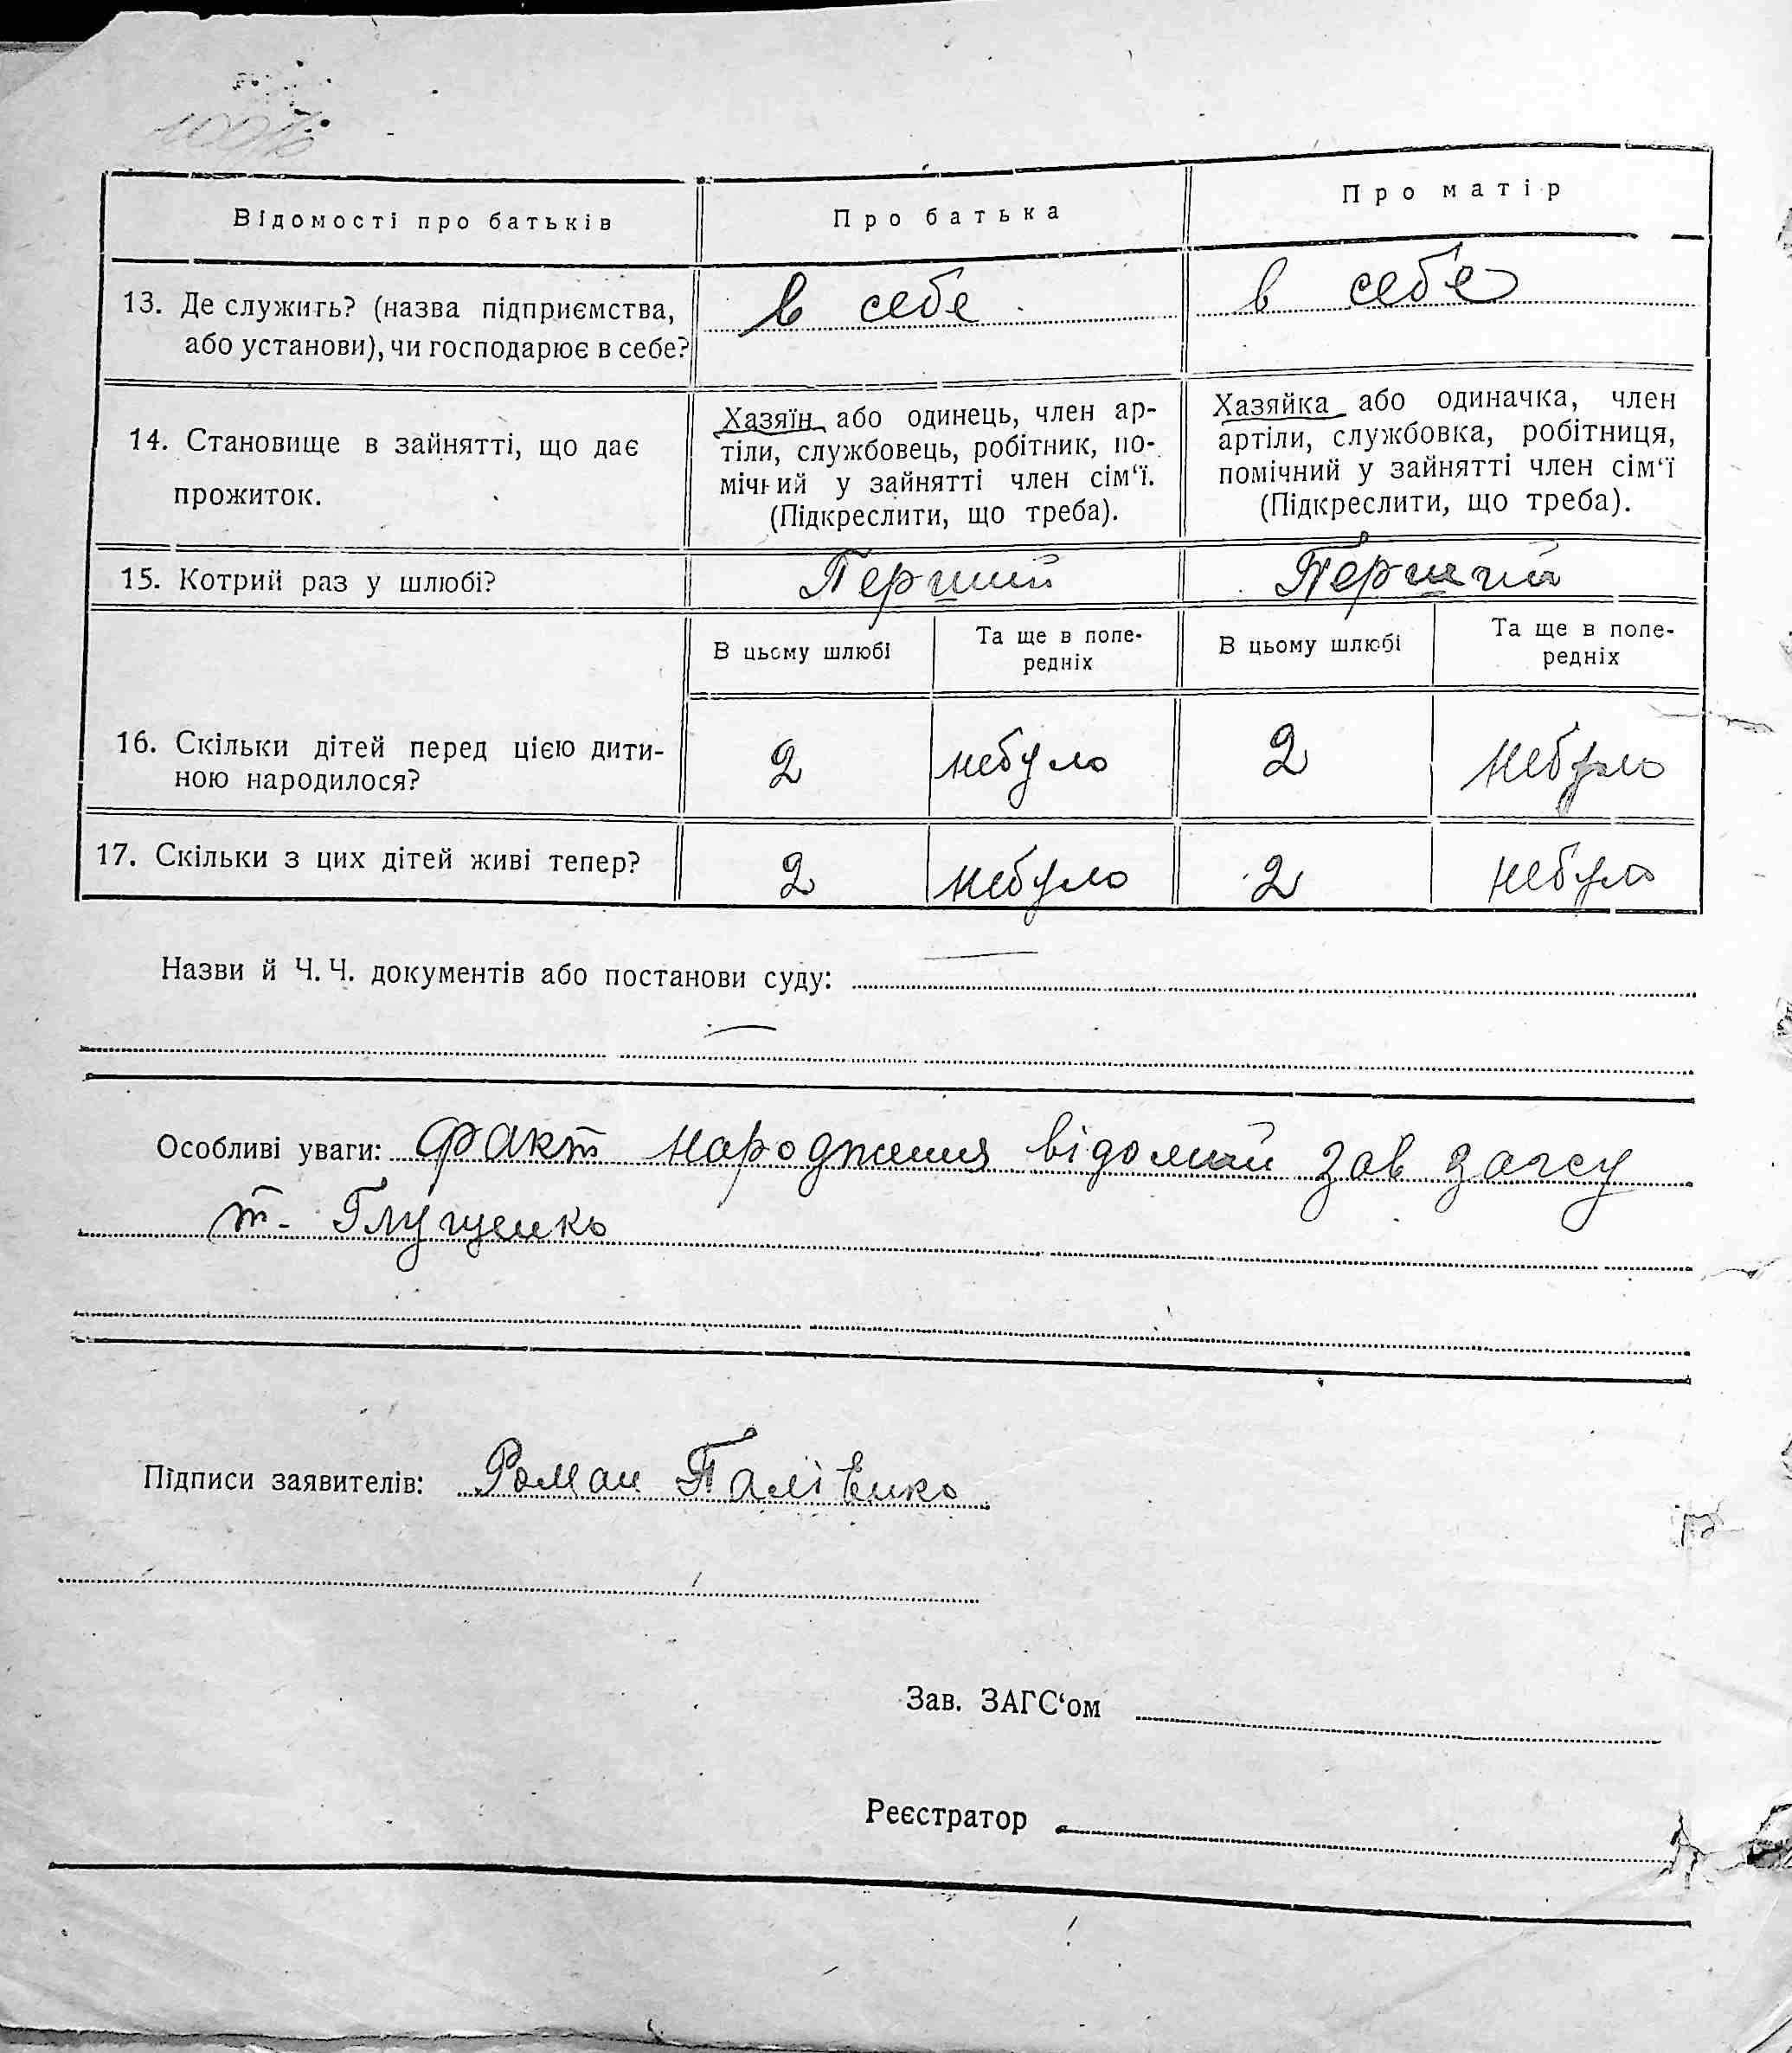 Відомості про батьків Про батька Про матір
13. Де служить? (назва підприємства, в себе в себе
або установи), чи господарює в себе?
Хазяїн або одинець, член ар- Хазяйка або одиначка, член
14. Становище в зайнятті, що дає тіли, службовець, робітник, по- артіли, службовка, робітниця,
прожиток. мічний у зайнятті член сім‘ї. помічний у зайнятті член сім‘ї
(Підкреслити, що треба). (Підкреслити, що треба).
15. Котрий раз у шлюбі? Перший Перший
В цьому шлюбі Та ще в попе- В цьому шлюбі Та ще в попе-
редніх редніх
16. Скільки дітей перед цією дити- 2 небуло 2 небуло
ною народилося?
17. Скільки з цих дітей живі тепер? 2 небуло 2 небуло
Назви й Ч. Ч. документів або постанови суду: —
—
Особливі уваги: Факт народження відомий зав загсу
т. Глущенко
Підписи заявителів: Роман Палієнко
Зав. ЗАГС‘ом
Реєстратор